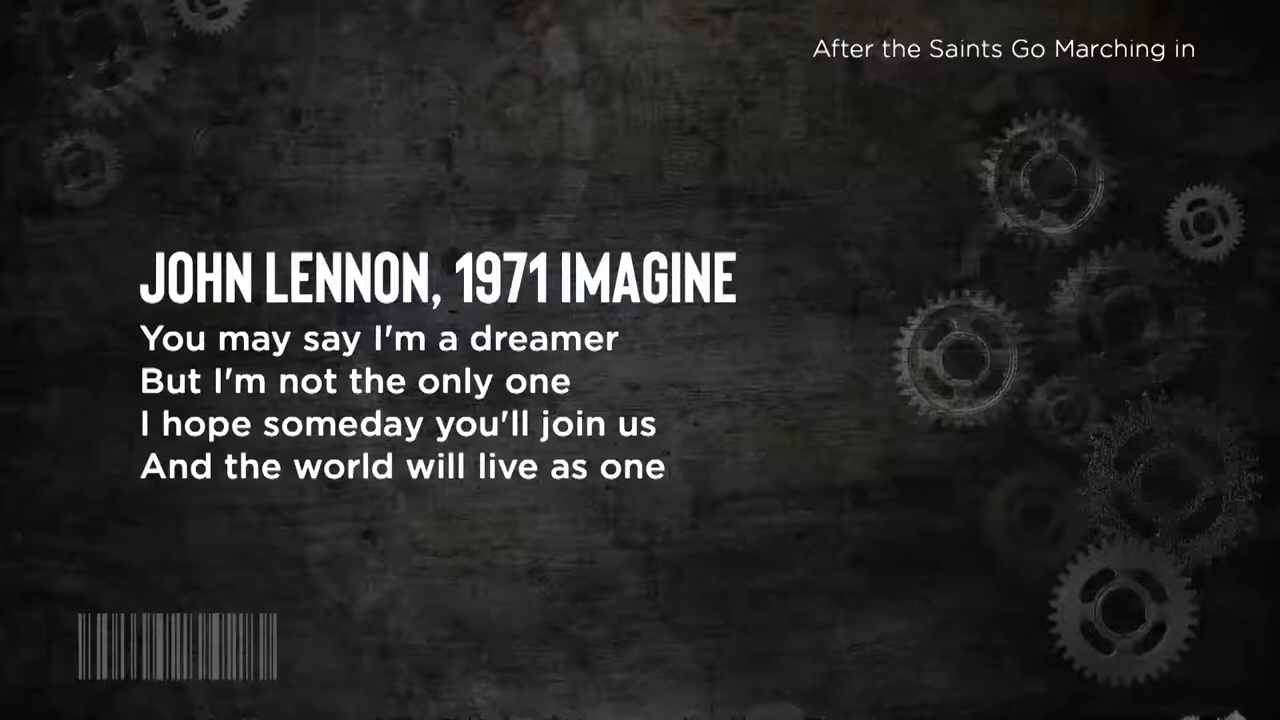 After the Saints Go Marching in
JOHN LENNON, 1971 IMAGINE
You may say I'm a dreamer
But I'm not the only one
I hope someday you'll join us
And the world will live as one